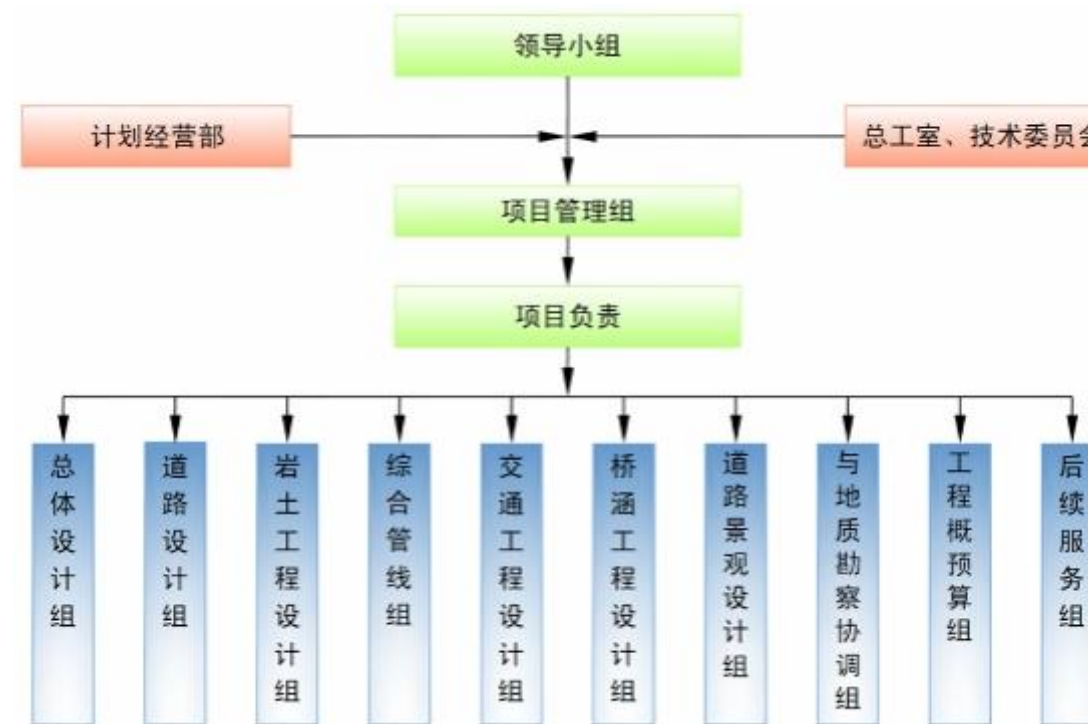 领导小组
计划经营部
总工室、技术委员会
项目管理组
项目负责
总体设计组
道路设计组
岩土工程设计组
综合管线组
交通工程设计组
桥涵工程设计组
道路景观设计组
与地质勘察协调组
工程概预算组
后续服务组